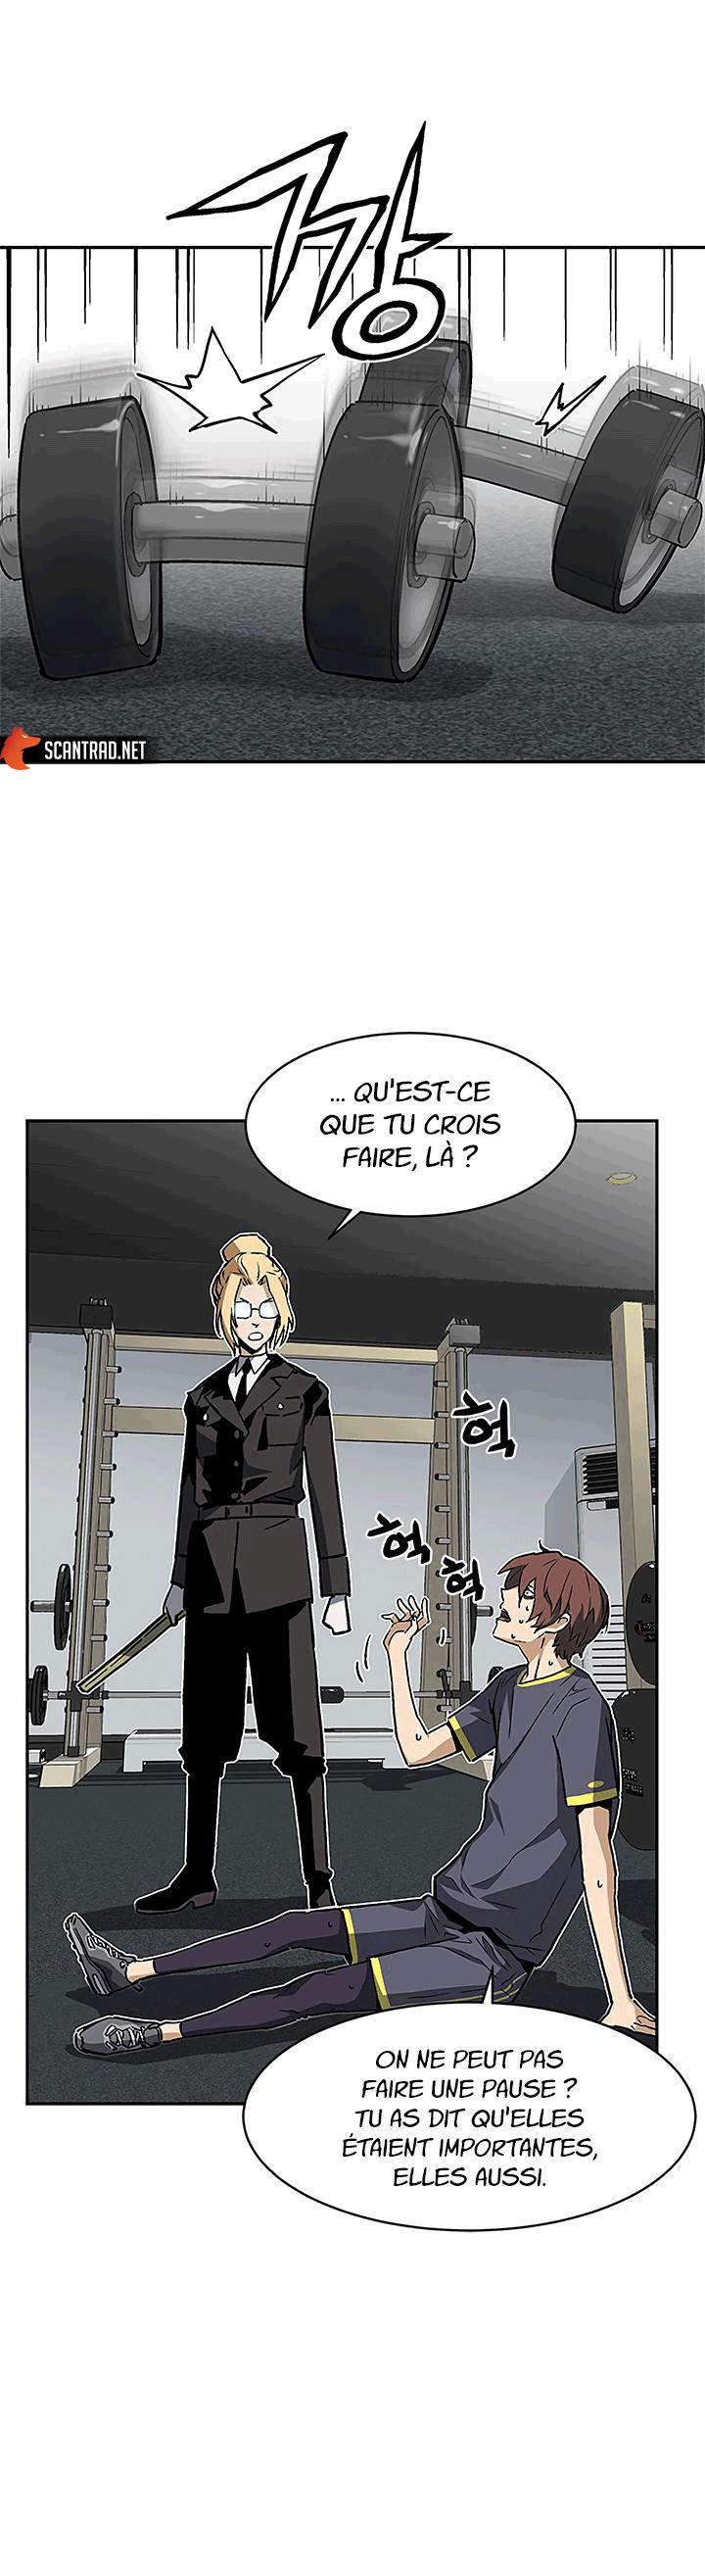 캉
SCANTRAD.NET
... QU'EST-CE
QUE TU CROIS
FAIRE, LÀ ?
헉
헉
헉
ON NE PEUT PAS
FAIRE UNE PAUSE ?
TU AS DIT QU'ELLES
ÉTAIENT IMPORTANTES,
ELLES AUSSI.